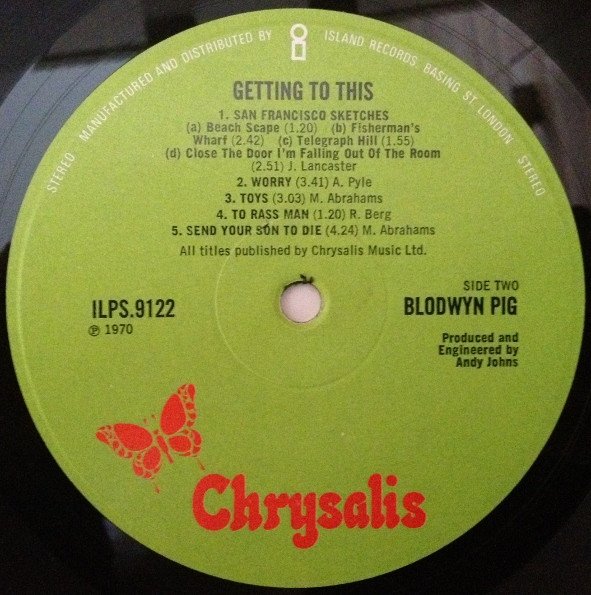 STEREO MANUFACTURED AND DISTRIBUTED BY ISLAND RECORDS, BASING ST. LONDON STEREO
GETTING TO THIS
1. SAN FRANCISCO SKETCHES
(a) Beach Scape (1.20) (b) Fisherman's
Wharf (2.42) (c) Telegraph Hill (1.55)
(d) Close The Door I'm Falling Out Of The Room
(2.51) J. Lancaster
2. WORRY (3.41) A. Pyle
3. TOYS (3.03) M. Abrahams
4. TO RASS MAN (1.20) R. Berg
5. SEND YOUR SON TO DIE (4.24) M. Abrahams
All titles published by Chrysalis Music Ltd.
ILPS.9122
℗ 1970
SIDE TWO
BLODWYN PIG
Produced and
Engineered by
Andy Johns
Chrysalis